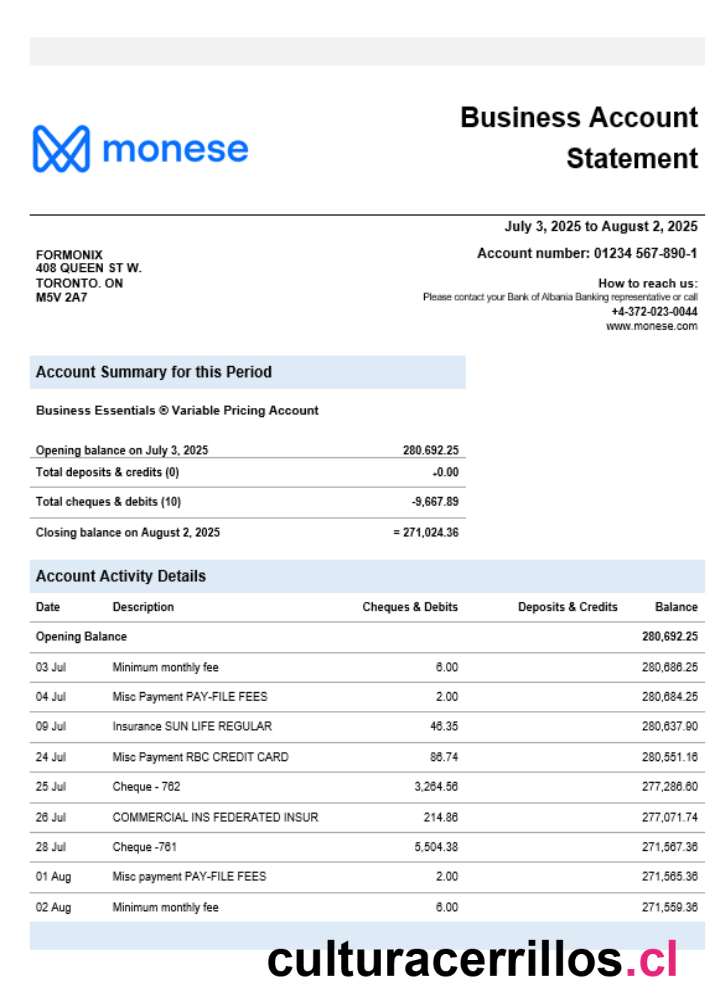 monese
Business Account
Statement
July 3, 2025 to August 2, 2025
Account number: 01234 567-890-1
FORMONIX
408 QUEEN ST W.
TORONTO. ON
M5V 2A7
How to reach us:
Please contact your Bank of Albania Banking representative or call
+4-372-023-0044
www.monese.com
Account Summary for this Period
Business Essentials ® Variable Pricing Account
Opening balance on July 3, 2025 280.692.25
Total deposits & credits (0) -0.00
Total cheques & debits (10) -9,667.89
Closing balance on August 2, 2025 = 271,024.36
Account Activity Details
Date Description Cheques & Debits Deposits & Credits Balance
Opening Balance 280,692.25
03 Jul Minimum monthly fee 6.00 280,686.25
04 Jul Misc Payment PAY-FILE FEES 2.00 280,684.25
09 Jul Insurance SUN LIFE REGULAR 46.35 280,637.90
24 Jul Misc Payment RBC CREDIT CARD 86.74 280,551.16
25 Jul Cheque - 762 3,264.56 277,286.60
26 Jul COMMERCIAL INS FEDERATED INSUR 214.86 277,071.74
28 Jul Cheque -761 5,504.38 271,567.36
01 Aug Misc payment PAY-FILE FEES 2.00 271,565.36
02 Aug Minimum monthly fee 6.00 271,559.36
culturacerrillos.cl